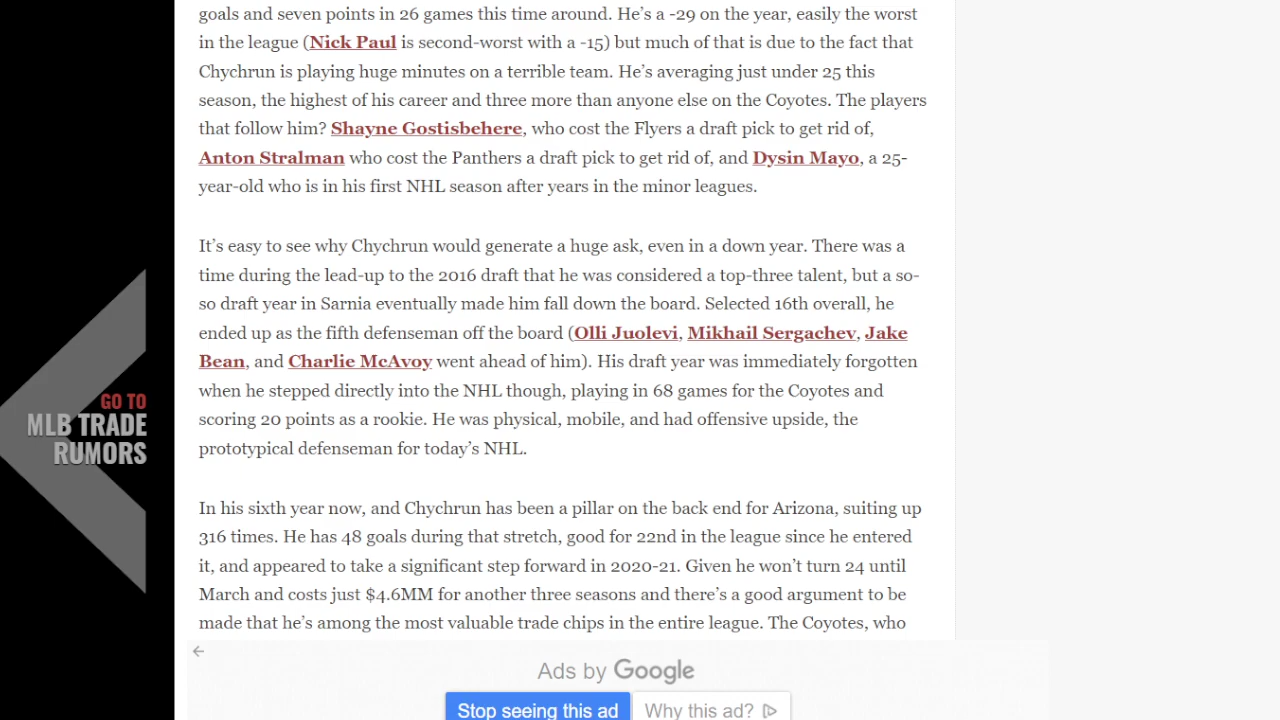 goals and seven points in 26 games this time around. He's a -29 on the year, easily the worst
in the league (Nick Paul is second-worst with a -15) but much of that is due to the fact that
Chychrun is playing huge minutes on a terrible team. He's averaging just under 25 this
season, the highest of his career and three more than anyone else on the Coyotes. The players
that follow him? Shayne Gostisbehere, who cost the Flyers a draft pick to get rid of,
Anton Stralman who cost the Panthers a draft pick to get rid of, and Dysin Mayo, a 25-
year-old who is in his first NHL season after years in the minor leagues.
It's easy to see why Chychrun would generate a huge ask, even in a down year. There was a
time during the lead-up to the 2016 draft that he was considered a top-three talent, but a so-
so draft year in Sarnia eventually made him fall down the board. Selected 16th overall, he
ended up as the fifth defenseman off the board (Olli Juolevi, Mikhail Sergachev, Jake
Bean, and Charlie McAvoy went ahead of him). His draft year was immediately forgotten
when he stepped directly into the NHL though, playing in 68 games for the Coyotes and
scoring 20 points as a rookie. He was physical, mobile, and had offensive upside, the
prototypical defenseman for today's NHL.
In his sixth year now, and Chychrun has been a pillar on the back end for Arizona, suiting up
316 times. He has 48 goals during that stretch, good for 22nd in the league since he entered
it, and appeared to take a significant step forward in 2020-21. Given he won't turn 24 until
March and costs just $4.6MM for another three seasons and there's a good argument to be
made that he's among the most valuable trade chips in the entire league. The Coyotes, who
GO TO
MLB TRADE
RUMORS
Ads by Google
Stop seeing this ad
Why this ad?